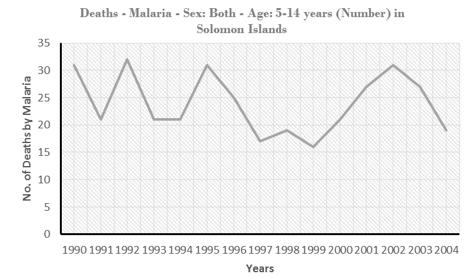 Deaths - Malaria - Sex: Both - Age: 5-14 years (Number) in
Solomon Islands
No. of Deaths by Malaria
35
30
25
20
15
10
5
0
1990 1991 1992 1993 1994 1995 1996 1997 1998 1999 2000 2001 2002 2003 2004
Years